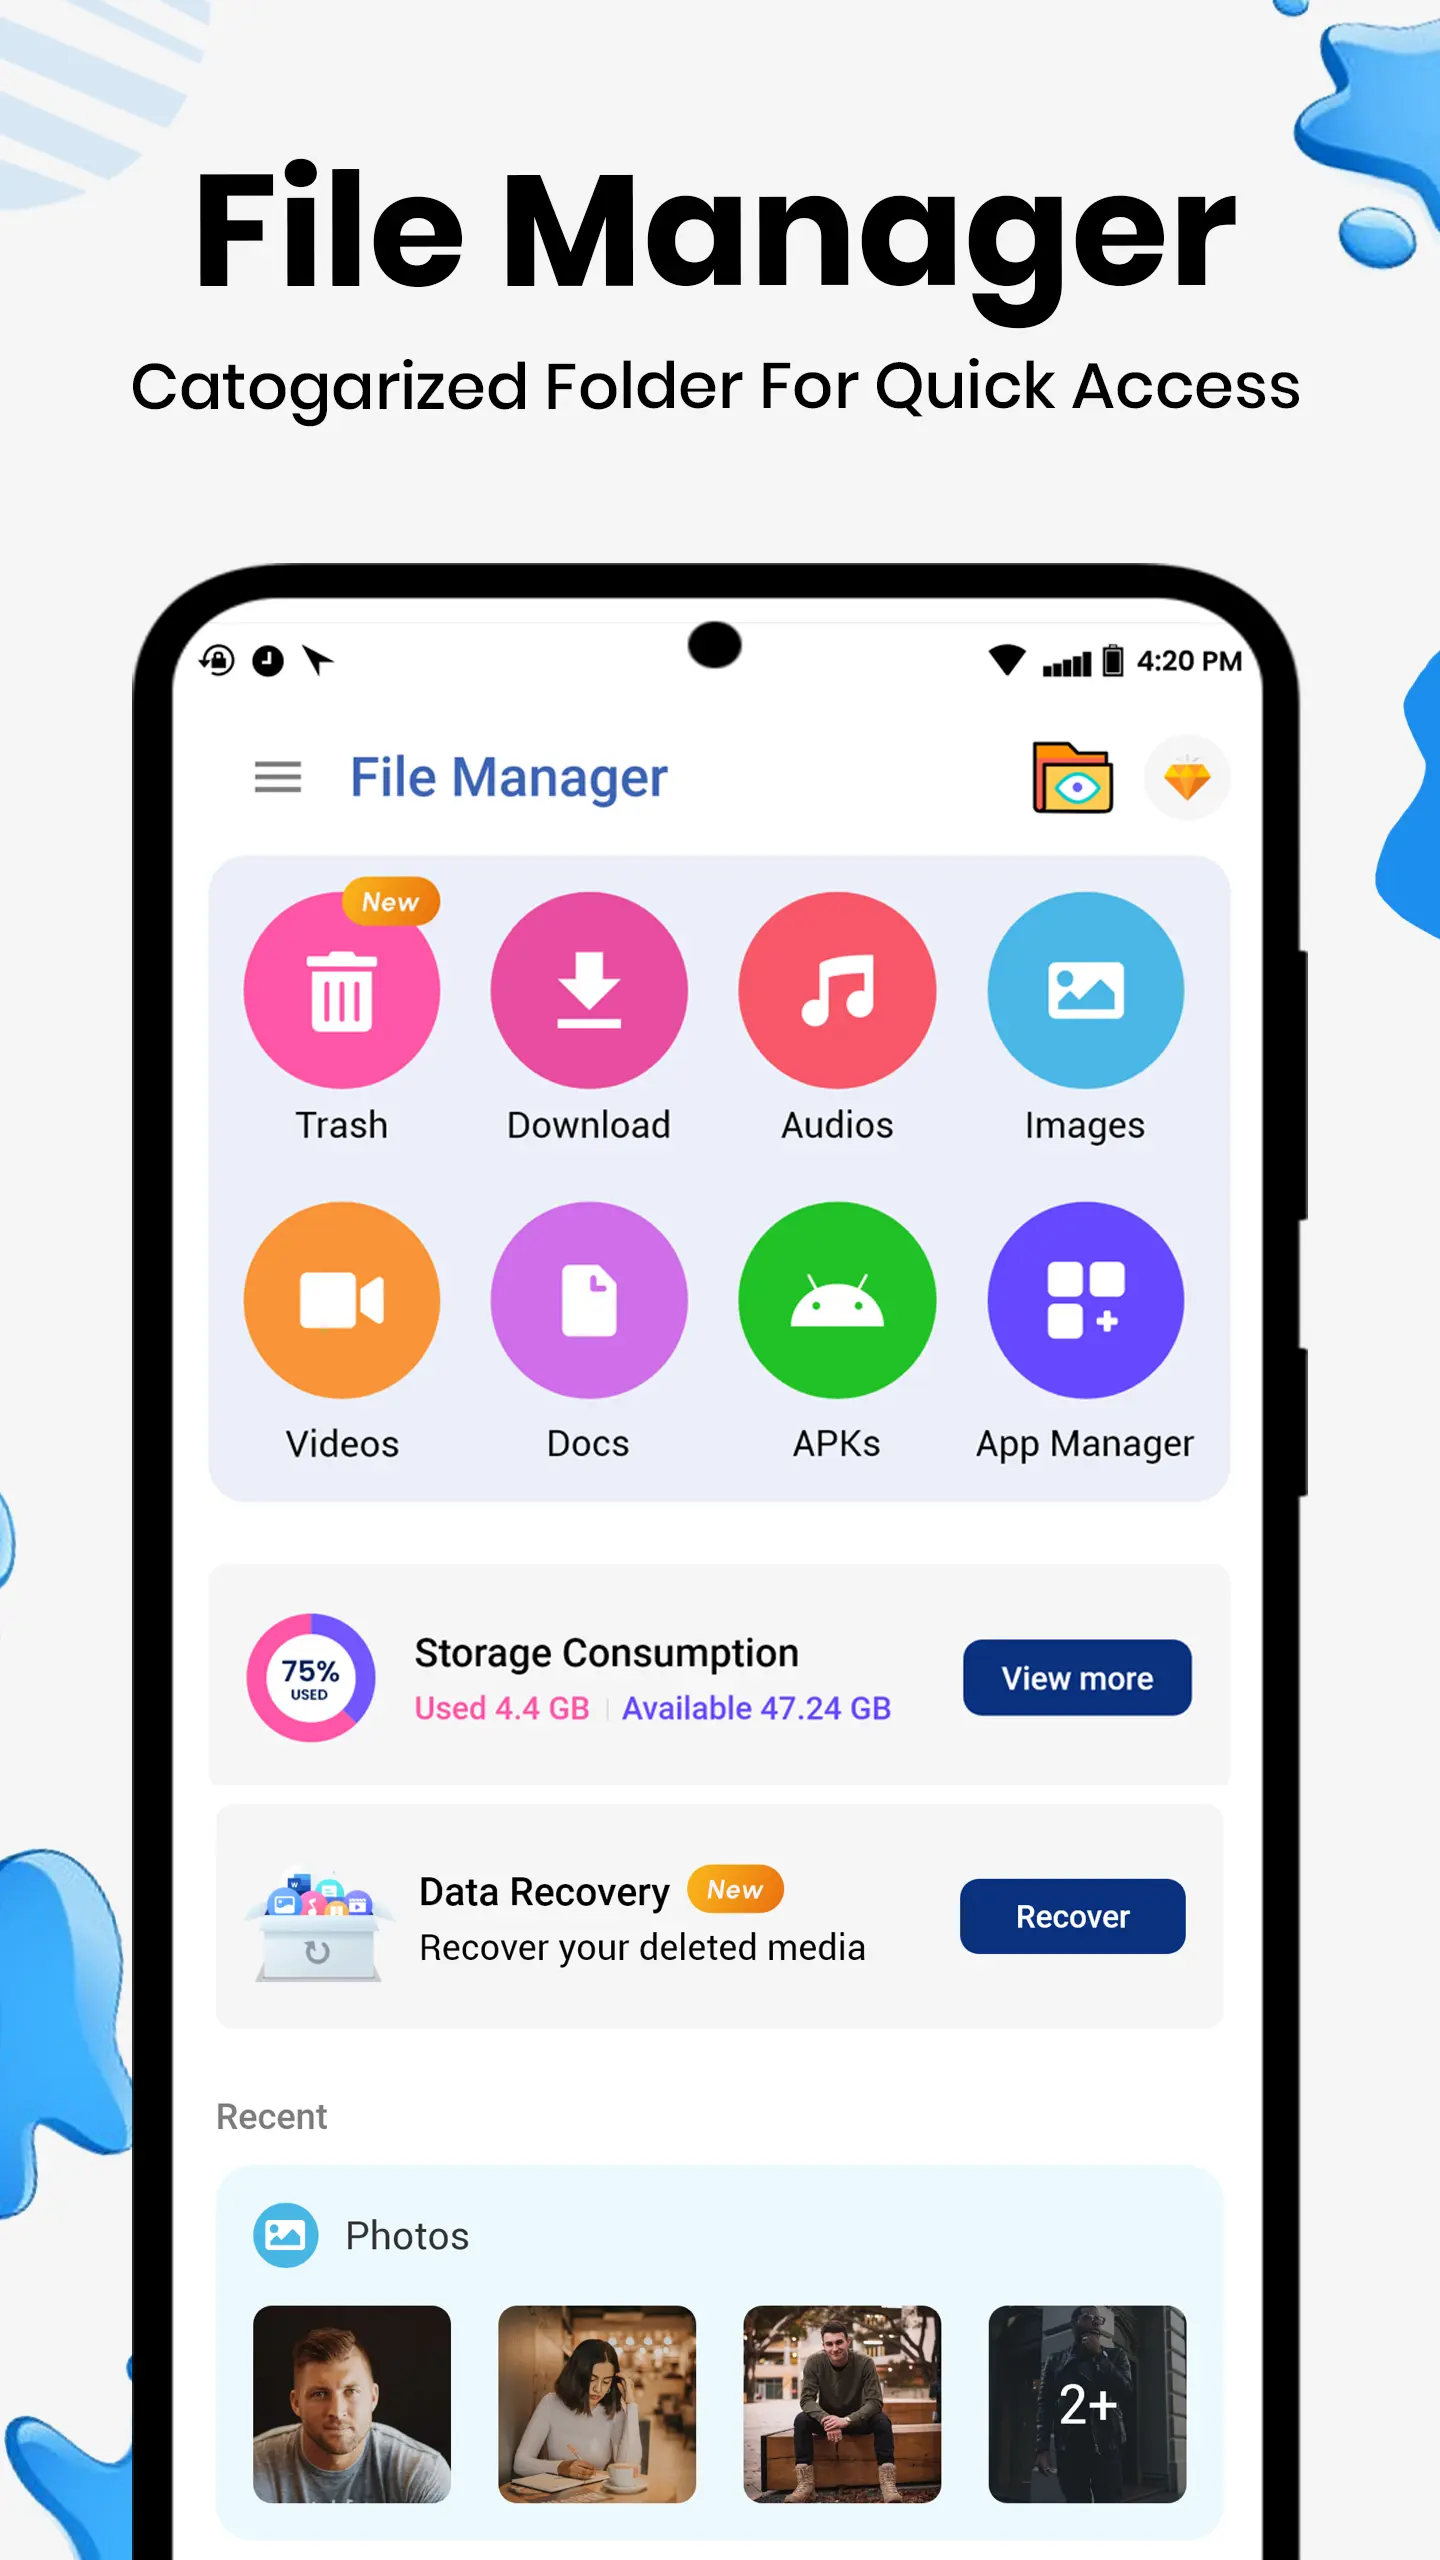 File Manager
Catogarized Folder For Quick Access
4:20 PM
File Manager
New
Trash
Download
Audios
Images
Videos
Docs
APKs
App Manager
75%
USED
Storage Consumption
Used 4.4 GB
Available 47.24 GB
View more
Data Recovery
New
Recover your deleted media
Recover
Recent
Photos
2+